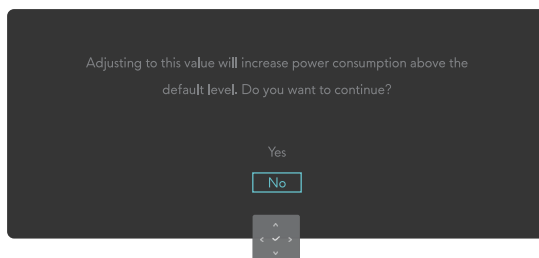 Adjusting to this value will increase power consumption above the
default level. Do you want to continue?
Yes
No